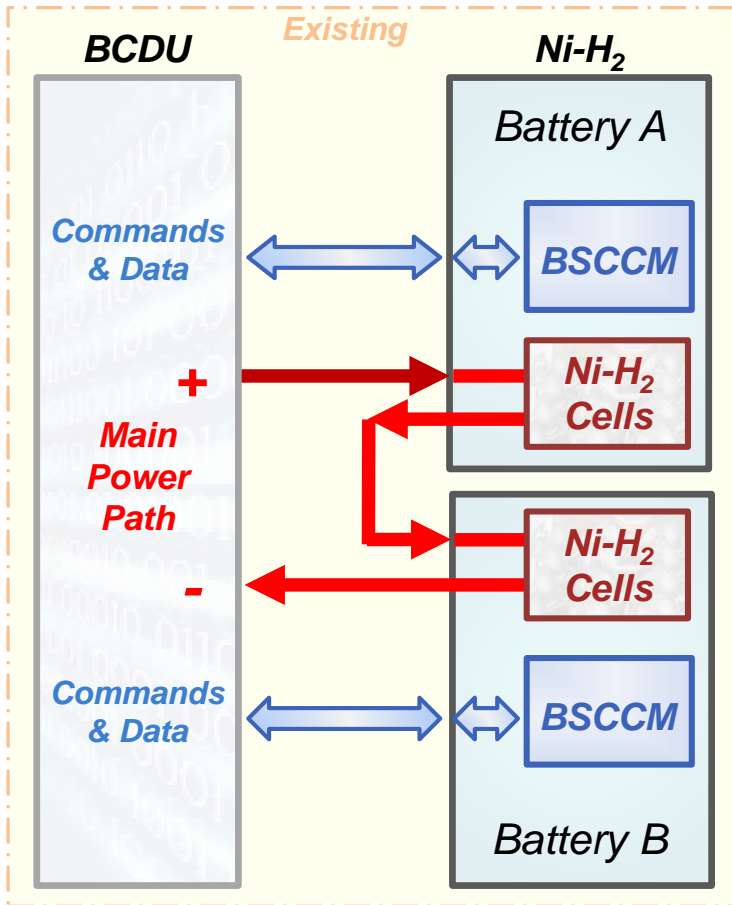 Existing
BCDU
Ni-H₂
Battery A
Commands
& Data
BSCCM
+
Main
Power
Path
-
Ni-H₂
Cells
Ni-H₂
Cells
Commands
& Data
BSCCM
Battery B